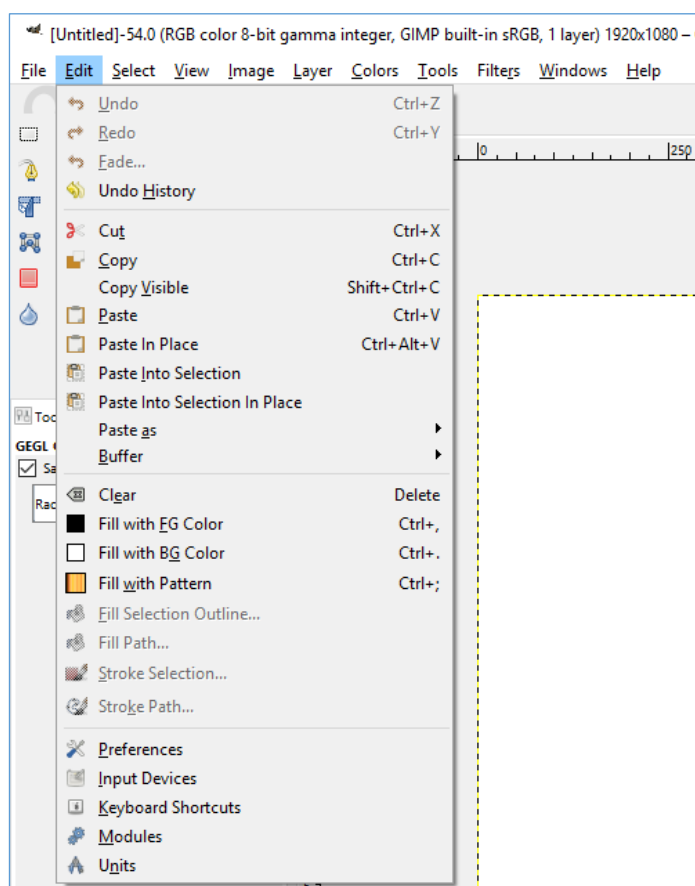 [Untitled]-54.0 (RGB color 8-bit gamma integer, GIMP built-in sRGB, 1 layer) 1920x1080 –
File Edit Select View Image Layer Colors Tools Filters Windows Help
Undo Ctrl+Z
Redo Ctrl+Y
Fade...
0 250
Undo History
Cut Ctrl+X
Copy Ctrl+C
Copy Visible Shift+Ctrl+C
Paste Ctrl+V
Paste In Place Ctrl+Alt+V
Paste Into Selection
Paste Into Selection In Place
Paste as
Buffer
GEGL
Clear Delete
Fill with FG Color Ctrl+,
Fill with BG Color Ctrl+.
Fill with Pattern Ctrl+;
Fill Selection Outline...
Fill Path...
Stroke Selection...
Stroke Path...
Preferences
Input Devices
Keyboard Shortcuts
Modules
Units